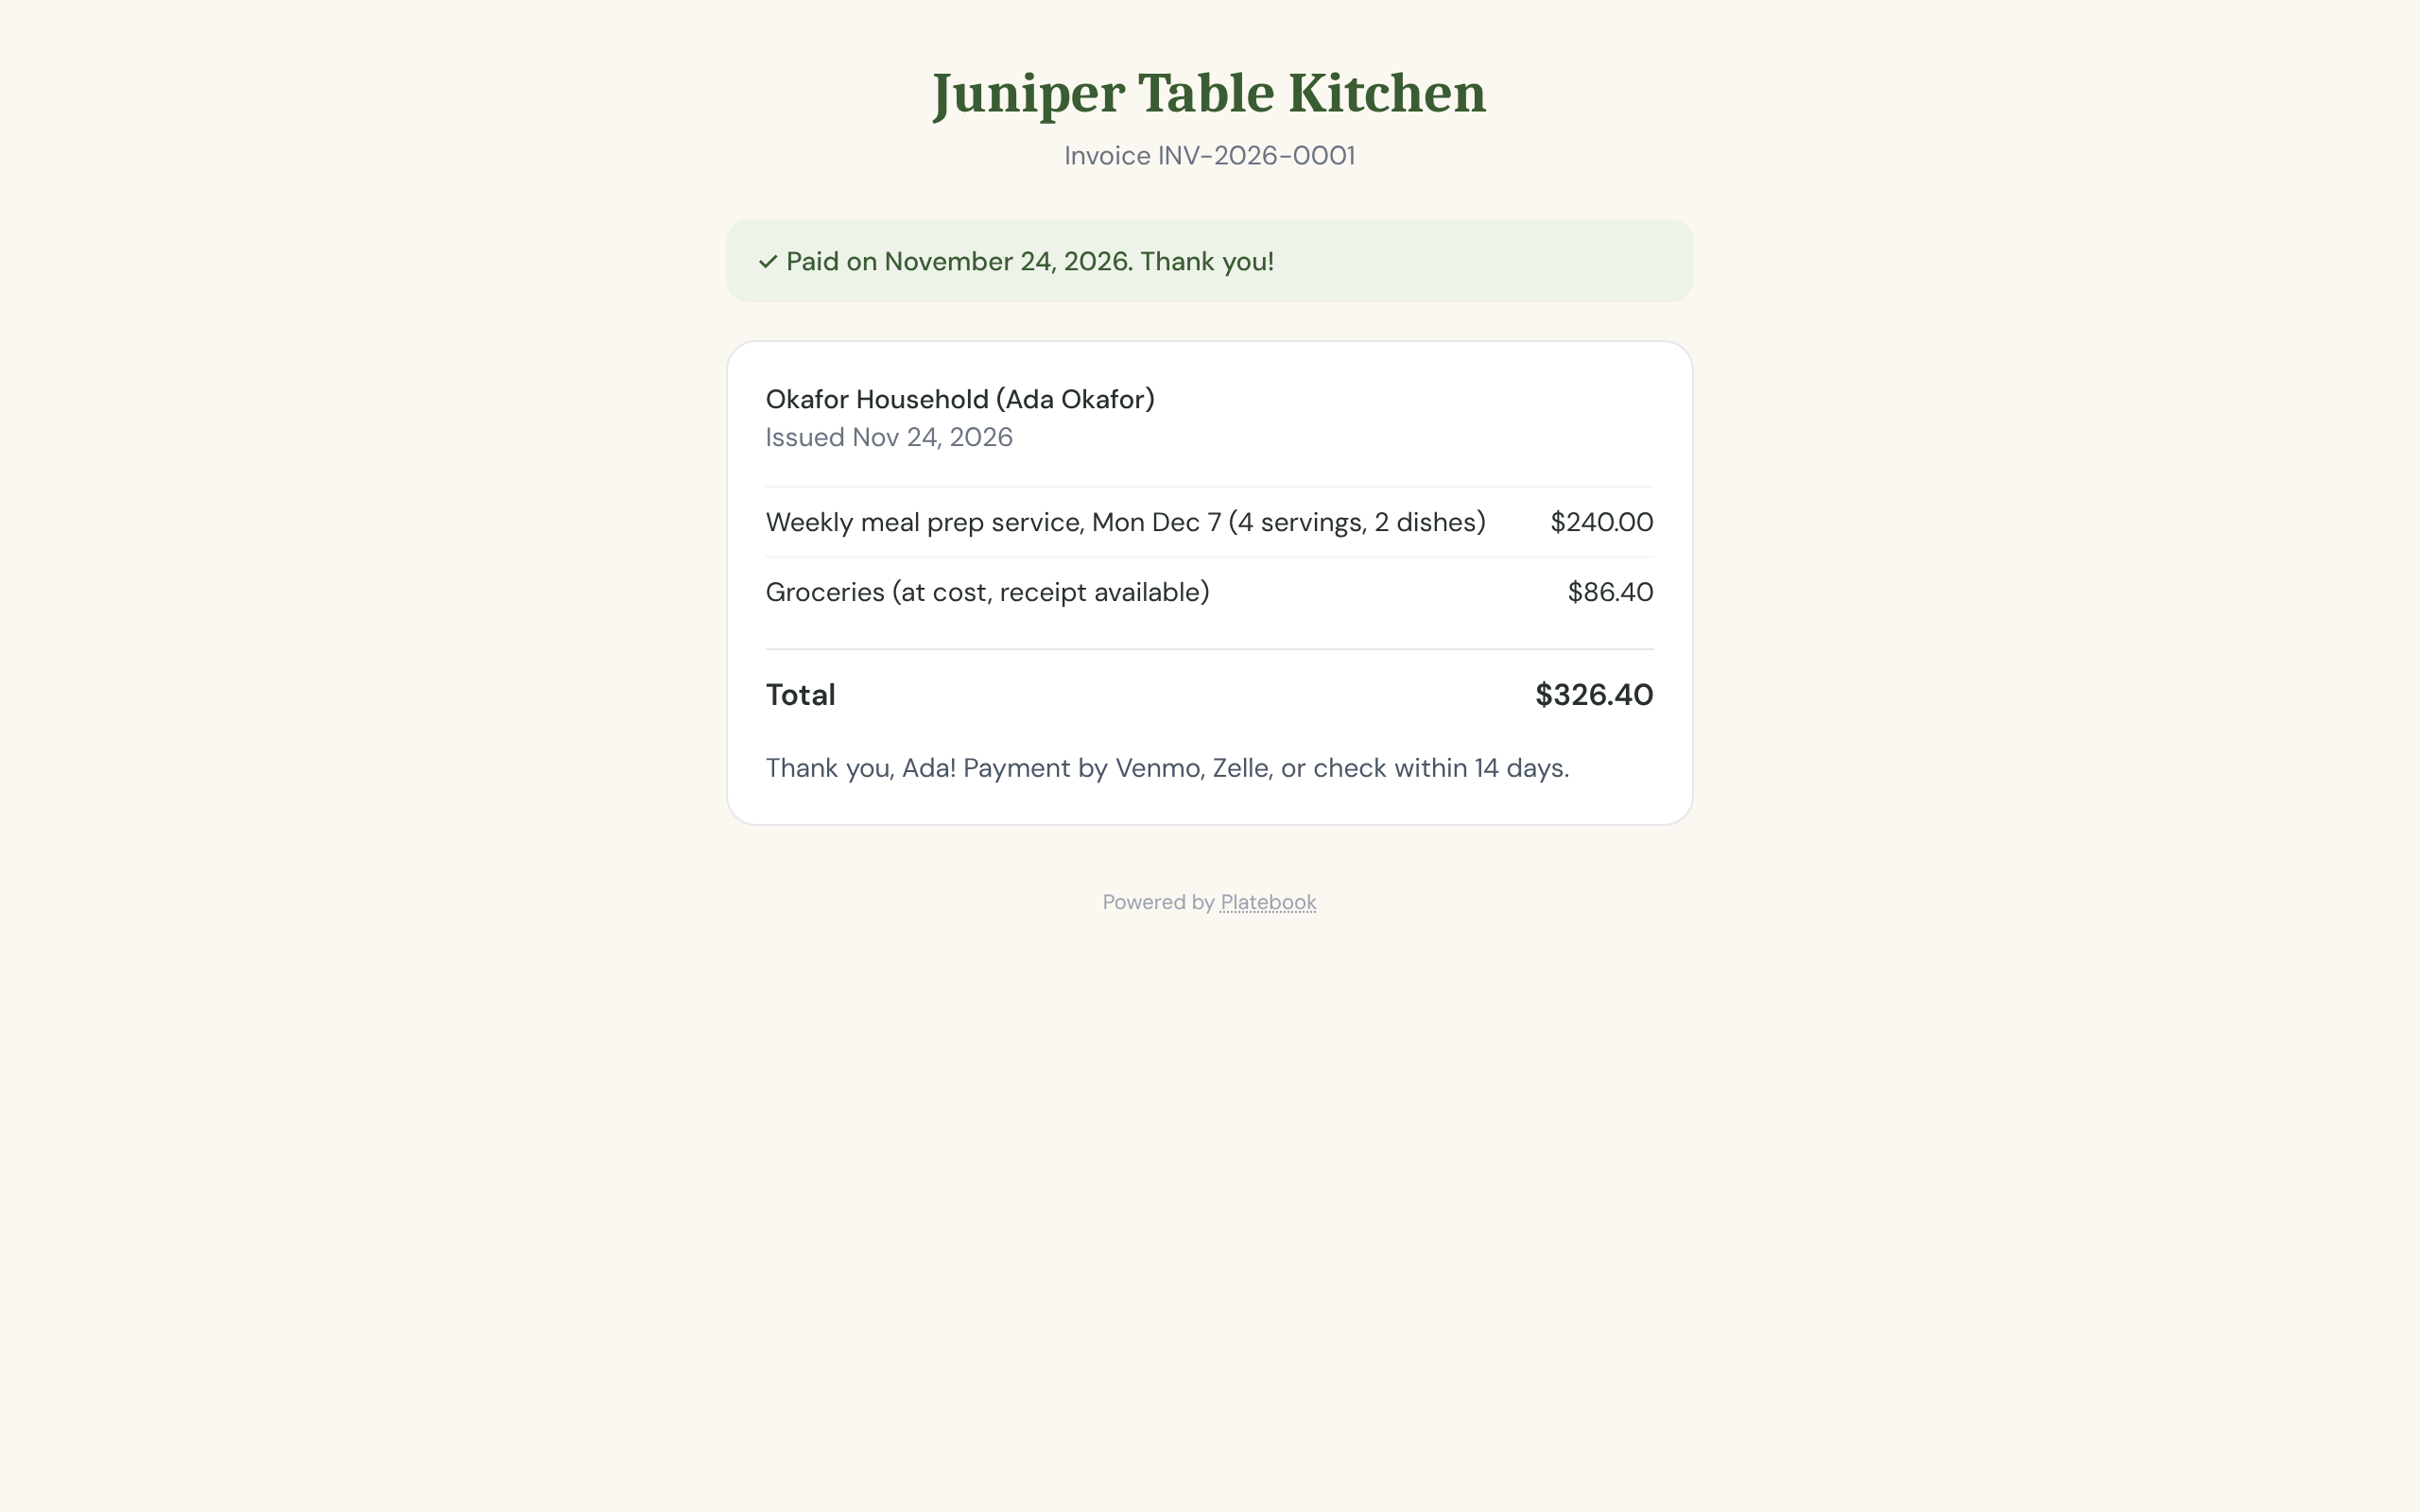 Juniper Table Kitchen
Invoice INV-2026-0001
✓ Paid on November 24, 2026. Thank you!
Okafor Household (Ada Okafor)
Issued Nov 24, 2026
Weekly meal prep service, Mon Dec 7 (4 servings, 2 dishes) $240.00
Groceries (at cost, receipt available) $86.40
Total $326.40
Thank you, Ada! Payment by Venmo, Zelle, or check within 14 days.
Powered by Platebook